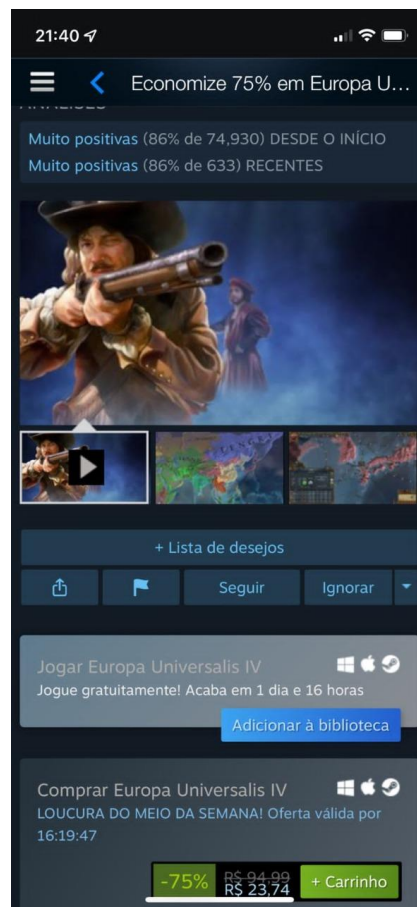 21:40
Economize 75% em Europa U...
ANÁLISES
Muito positivas (86% de 74,930) DESDE O INÍCIO
Muito positivas (86% de 633) RECENTES
+ Lista de desejos
Seguir
Ignorar
Jogar Europa Universalis IV
Jogue gratuitamente! Acaba em 1 dia e 16 horas
Adicionar à biblioteca
Comprar Europa Universalis IV
LOUCURA DO MEIO DA SEMANA! Oferta válida por
16:19:47
-75%
R$ 94,99
R$ 23,74
+ Carrinho